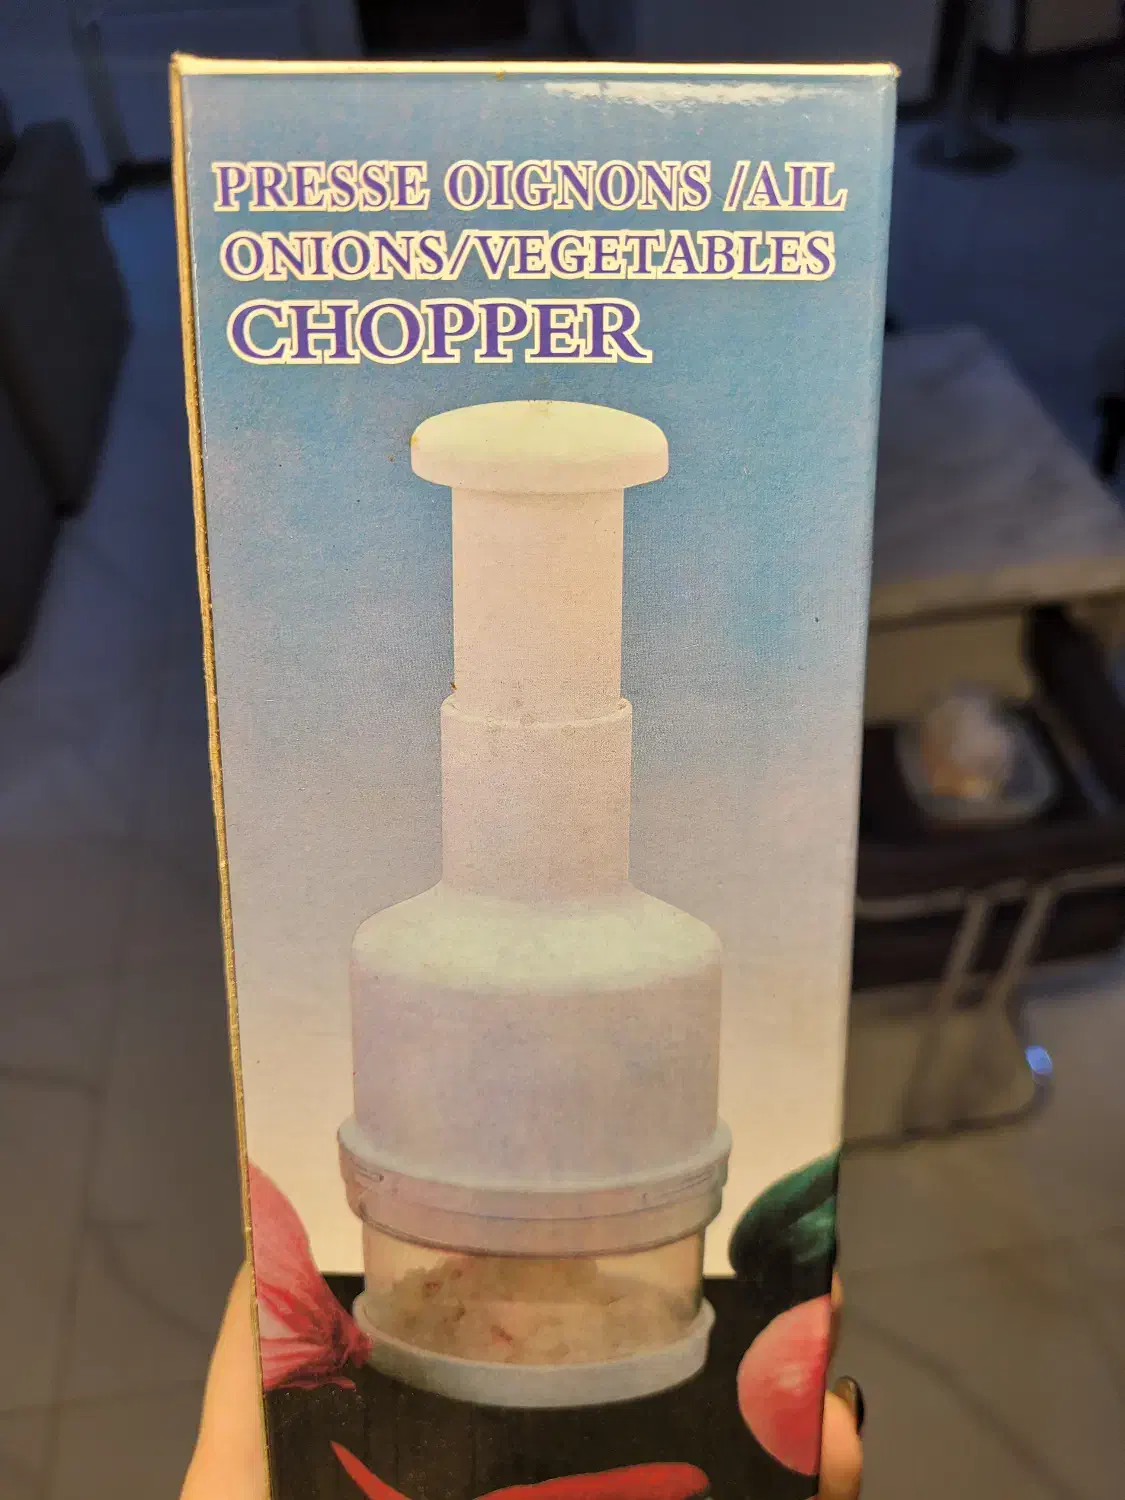 PRESSE OIGNONS /AIL
ONIONS/VEGETABLES
CHOPPER